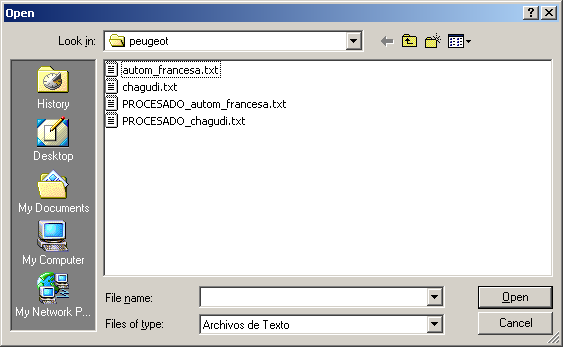 Open
Look in: peugeot
autom_francesa.txt
chagudi.txt
PROCESADO_autom_francesa.txt
PROCESADO_chagudi.txt
History
Desktop
My Documents
My Computer
My Network P...
File name:
Open
Files of type: Archivos de Texto
Cancel